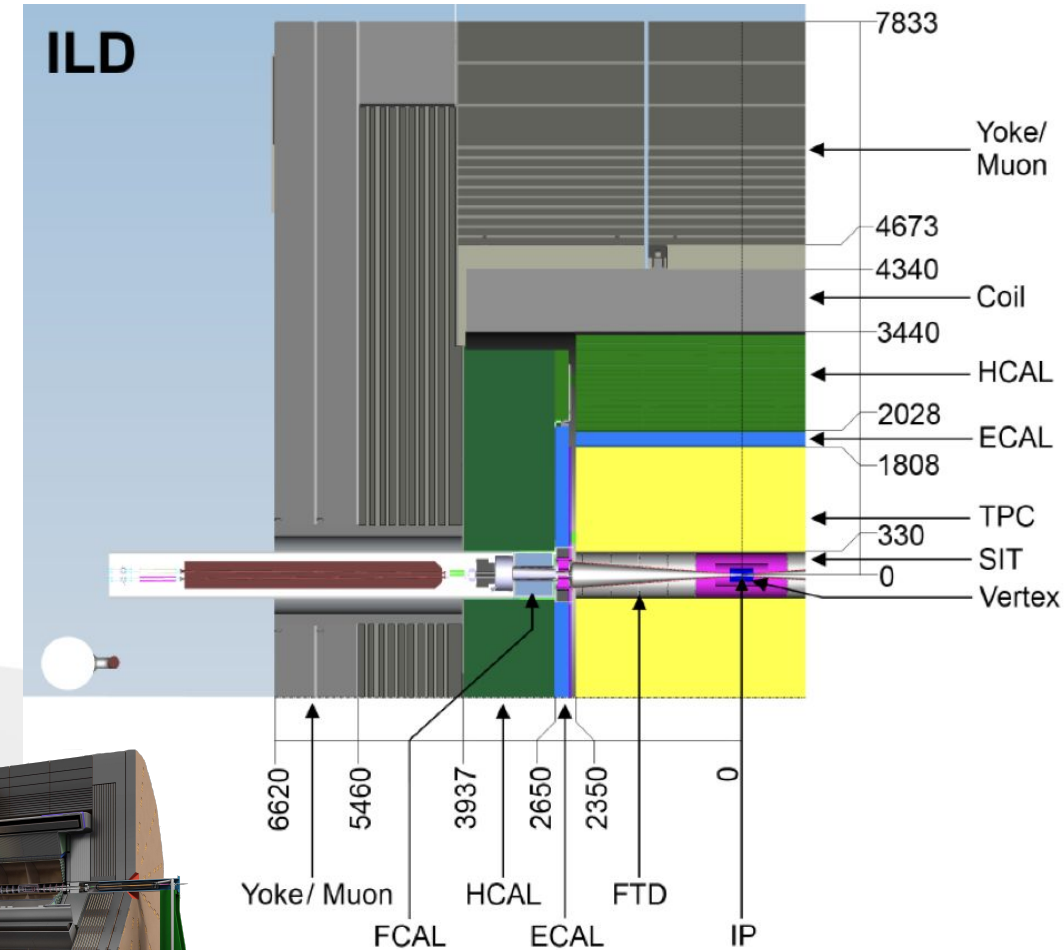 ILD
7833
Yoke/
Muon
4673
4340
Coil
3440
HCAL
2028
ECAL
1808
TPC
330
SIT
0
Vertex
6620
5460
3937
2650
2350
0
Yoke/ Muon
HCAL
FTD
FCAL
ECAL
IP